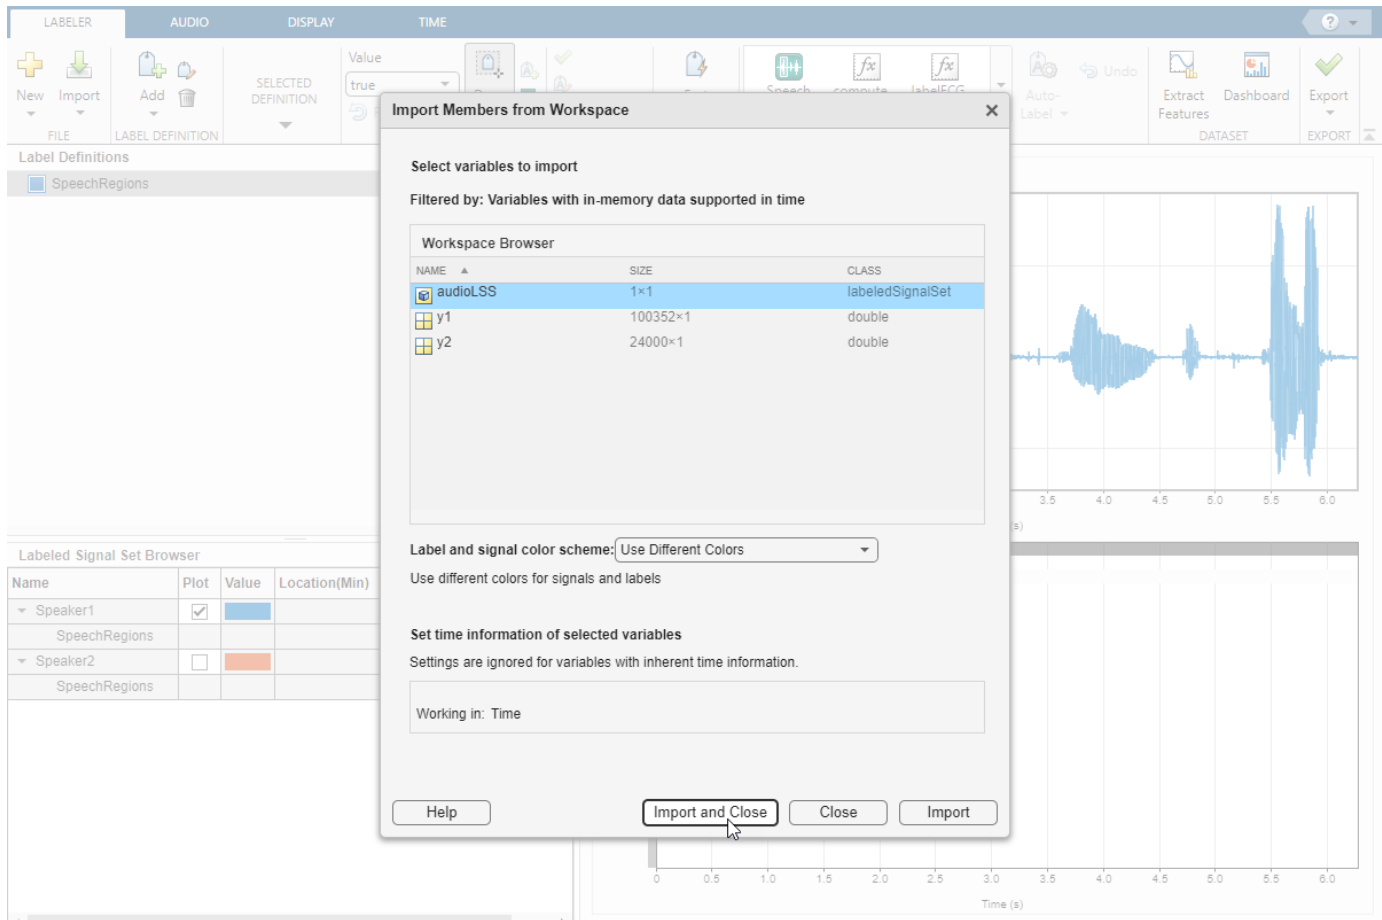 LABELER AUDIO DISPLAY TIME ?
New Import Add SELECTED DEFINITION Value true
fx fx Speech compute labelECG
Auto-Label Undo
Extract Features Dashboard Export
FILE LABEL DEFINITION DATASET EXPORT
Label Definitions
SpeechRegions
Import Members from Workspace
Select variables to import
Filtered by: Variables with in-memory data supported in time
Workspace Browser
NAME SIZE CLASS
audioLSS 1×1 labeledSignalSet
y1 100352×1 double
y2 24000×1 double
Label and signal color scheme: Use Different Colors
Use different colors for signals and labels
Set time information of selected variables
Settings are ignored for variables with inherent time information.
Working in: Time
Help Import and Close Close Import
Labeled Signal Set Browser
Name Plot Value Location(Min)
Speaker1
SpeechRegions
Speaker2
SpeechRegions
3.5 4.0 4.5 5.0 5.5 6.0
(s)
0 0.5 1.0 1.5 2.0 2.5 3.0 3.5 4.0 4.5 5.0 5.5 6.0
Time (s)